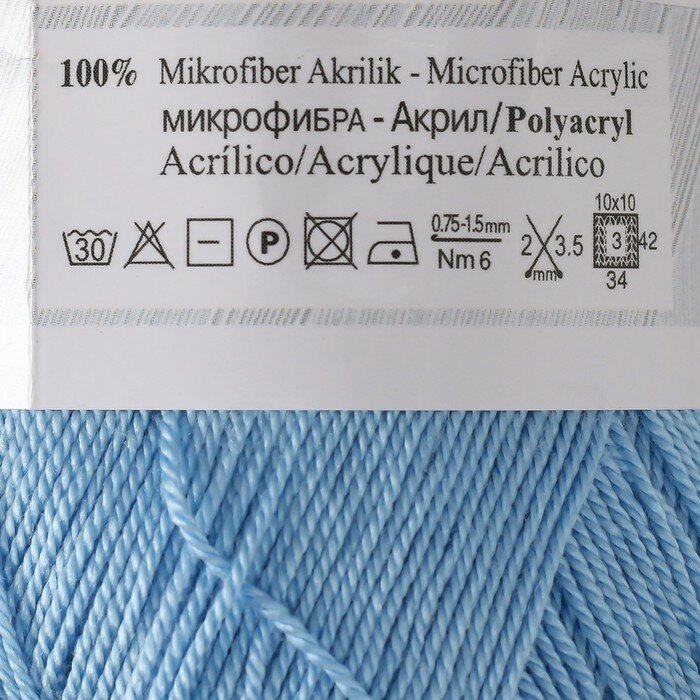 100% Mikrofiber Akrilik - Microfiber Acrylic
микрофибра - Акрил/Polyacryl
Acrílico/Acrylique/Acrilico
10x10
30 P 0.75-1.5mm 2 3.5 3 42
Nm 6 mm 34